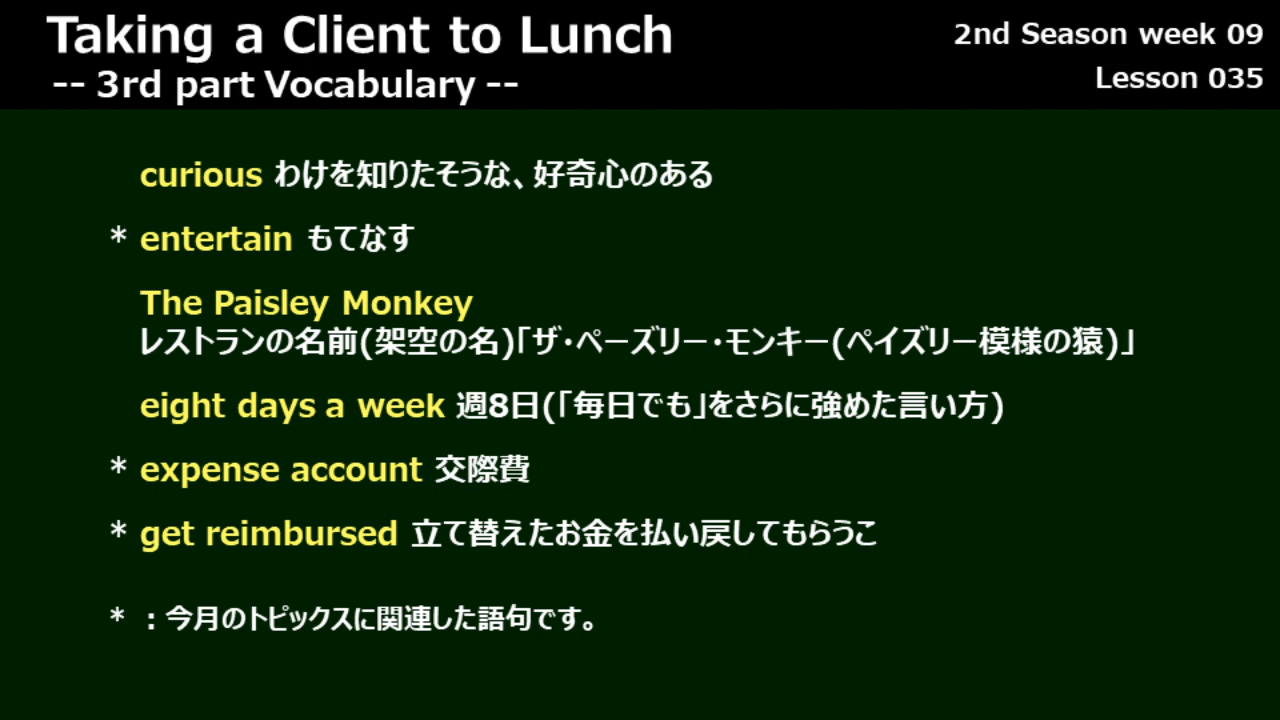 Taking a Client to Lunch
-- 3rd part Vocabulary --
2nd Season week 09
Lesson 035
curious わけを知りたそうな、好奇心のある
* entertain もてなす
The Paisley Monkey
レストランの名前(架空の名)「ザ・ペーズリー・モンキー(ペイズリー模様の猿)」
eight days a week 週8日(「毎日でも」をさらに強めた言い方)
* expense account 交際費
* get reimbursed 立て替えたお金を払い戻してもらうこ
* ：今月のトピックスに関連した語句です。